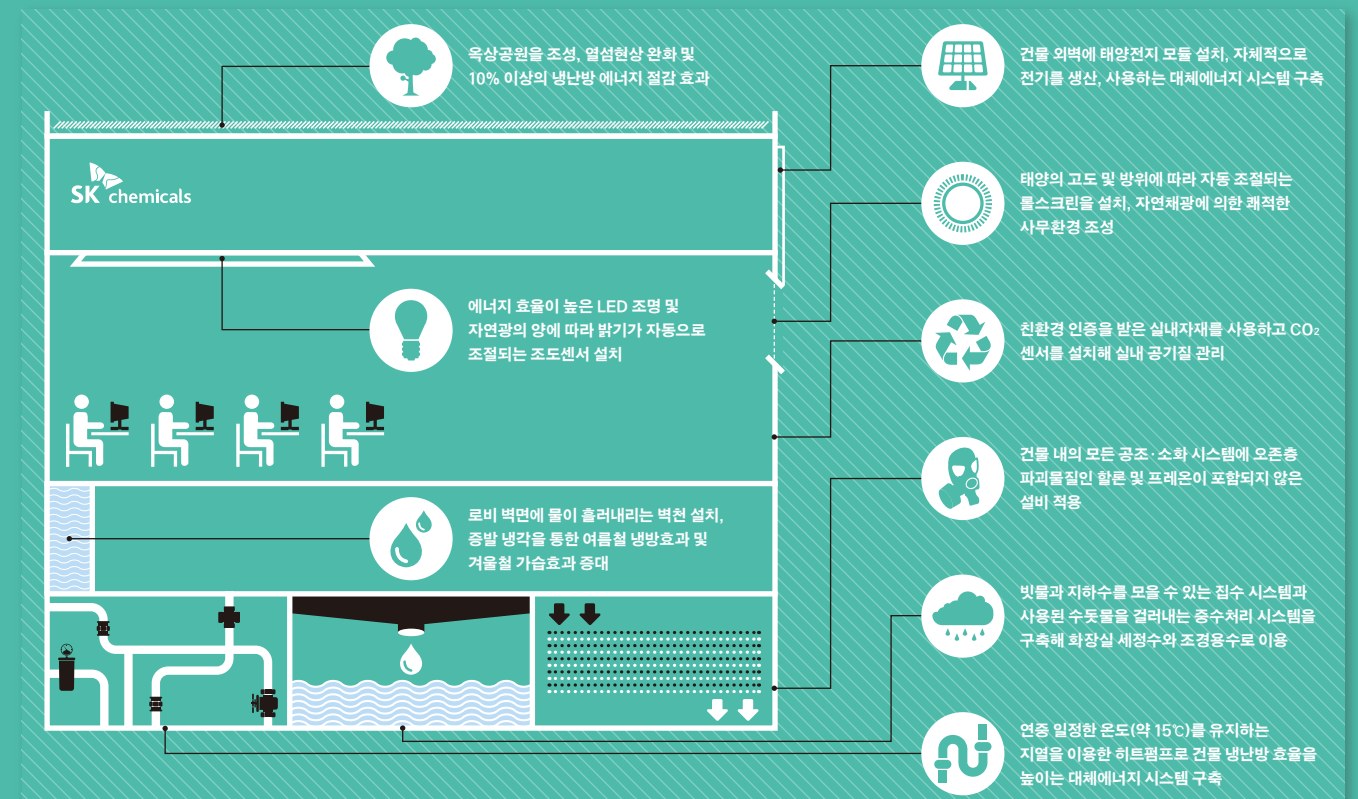 옥상공원을 조성, 열섬현상 완화 및
10% 이상의 냉난방 에너지 절감 효과
SK chemicals
에너지 효율이 높은 LED 조명 및
자연광의 양에 따라 밝기가 자동으로
조절되는 조도센서 설치
로비 벽면에 물이 흘러내리는 벽천 설치,
증발 냉각을 통한 여름철 냉방효과 및
겨울철 가습효과 증대
건물 외벽에 태양전지 모듈 설치, 자체적으로
전기를 생산, 사용하는 대체에너지 시스템 구축
태양의 고도 및 방위에 따라 자동 조절되는
롤스크린을 설치, 자연채광에 의한 쾌적한
사무환경 조성
친환경 인증을 받은 실내자재를 사용하고 CO₂
센서를 설치해 실내 공기질 관리
건물 내의 모든 공조·소화 시스템에 오존층
파괴물질인 할론 및 프레온이 포함되지 않은
설비 적용
빗물과 지하수를 모을 수 있는 집수 시스템과
사용된 수돗물을 걸러내는 중수처리 시스템을
구축해 화장실 세정수와 조경용수로 이용
연중 일정한 온도(약 15℃)를 유지하는
지열을 이용한 히트펌프로 건물 냉난방 효율을
높이는 대체에너지 시스템 구축